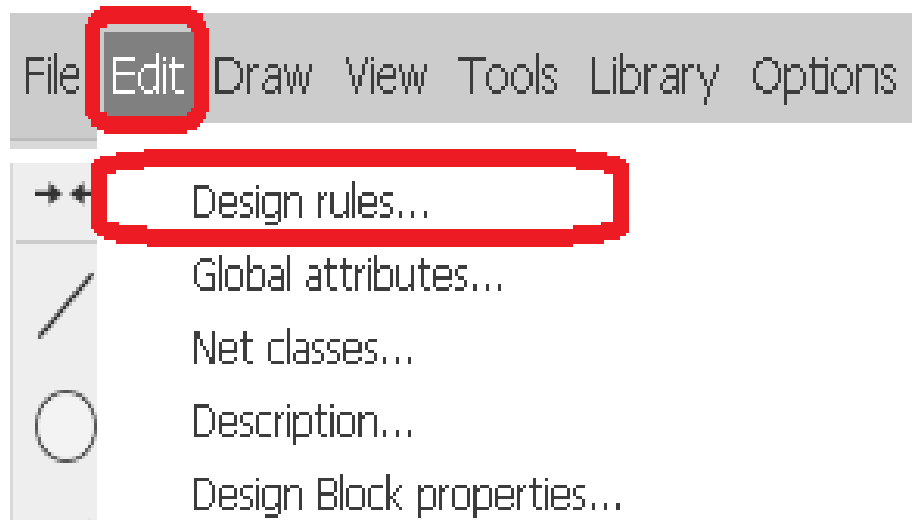 File Edit Draw View Tools Library Options
Design rules...
Global attributes...
Net classes...
Description...
Design Block properties...